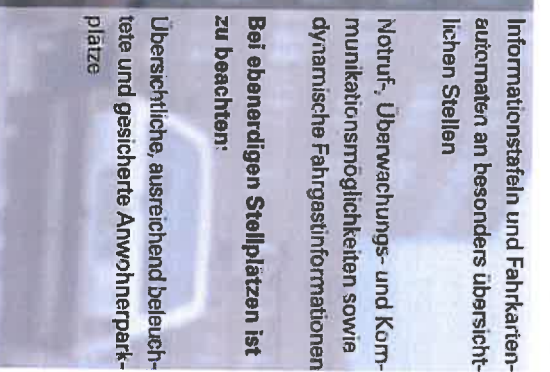 Informationstafeln und Fahrkarten-
automaten an besonders übersicht-
lichen Stellen
Notruf-, Überwachungs- und Kom-
munikationsmöglichkeiten sowie
dynamische Fahrgastinformationen
Bei ebenerdigen Stellplätzen ist
zu beachten:
Übersichtliche, ausreichend beleuch-
tete und gesicherte Anwohnerpark-
plätze